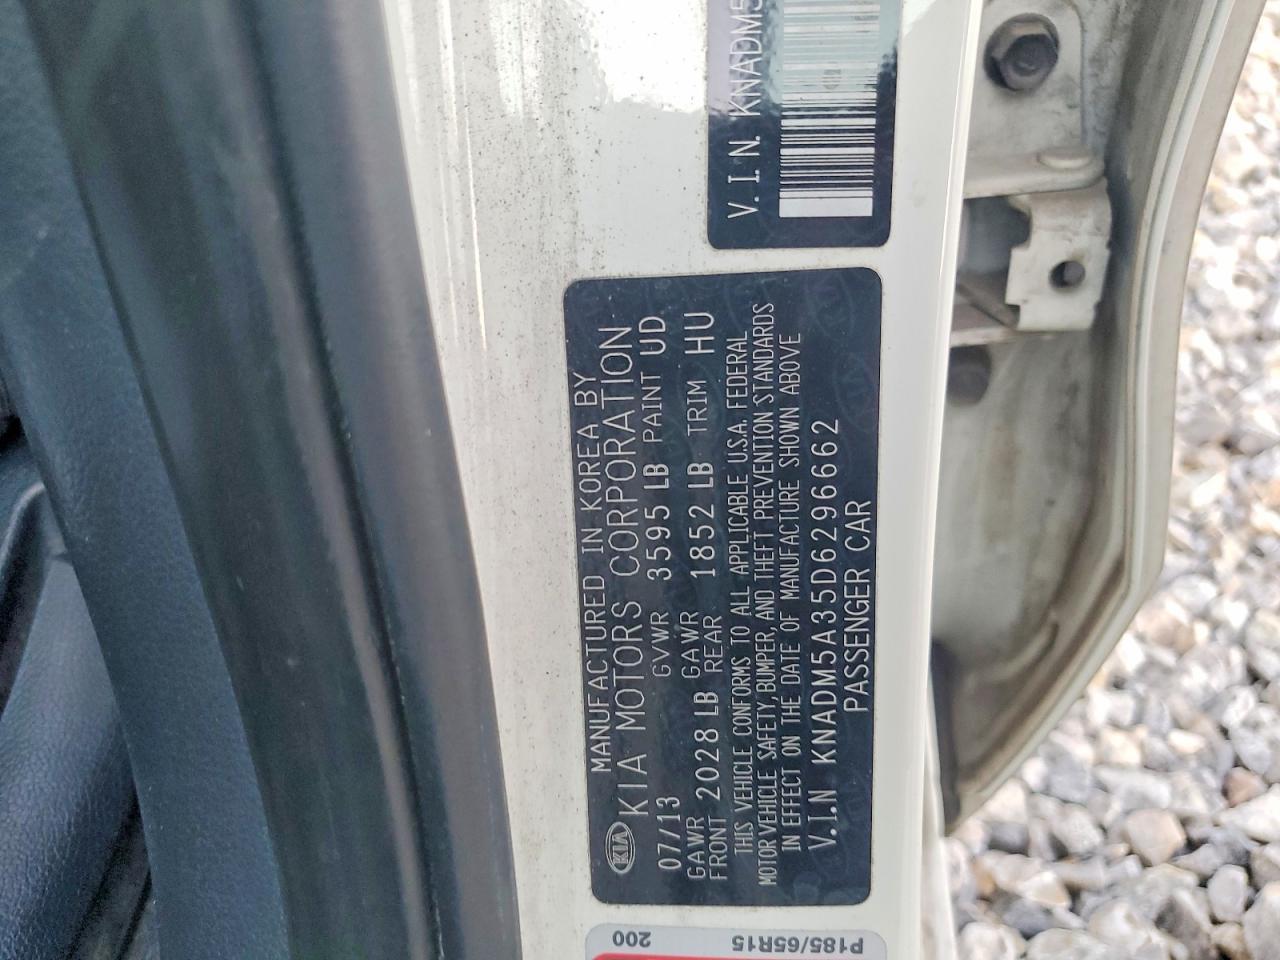 V.I.N. KNADM5
KIA
MANUFACTURED IN KOREA BY
KIA MOTORS CORPORATION
07/13 GVWR 3595 LB PAINT UD
GAWR FRONT 2028 LB GAWR REAR 1852 LB TRIM HU
THIS VEHICLE CONFORMS TO ALL APPLICABLE U.S.A. FEDERAL
MOTOR VEHICLE SAFETY, BUMPER, AND THEFT PREVENTION STANDARDS
IN EFFECT ON THE DATE OF MANUFACTURE SHOWN ABOVE
V.I.N KNADM5A35D6296662
PASSENGER CAR
P185/65R15
200